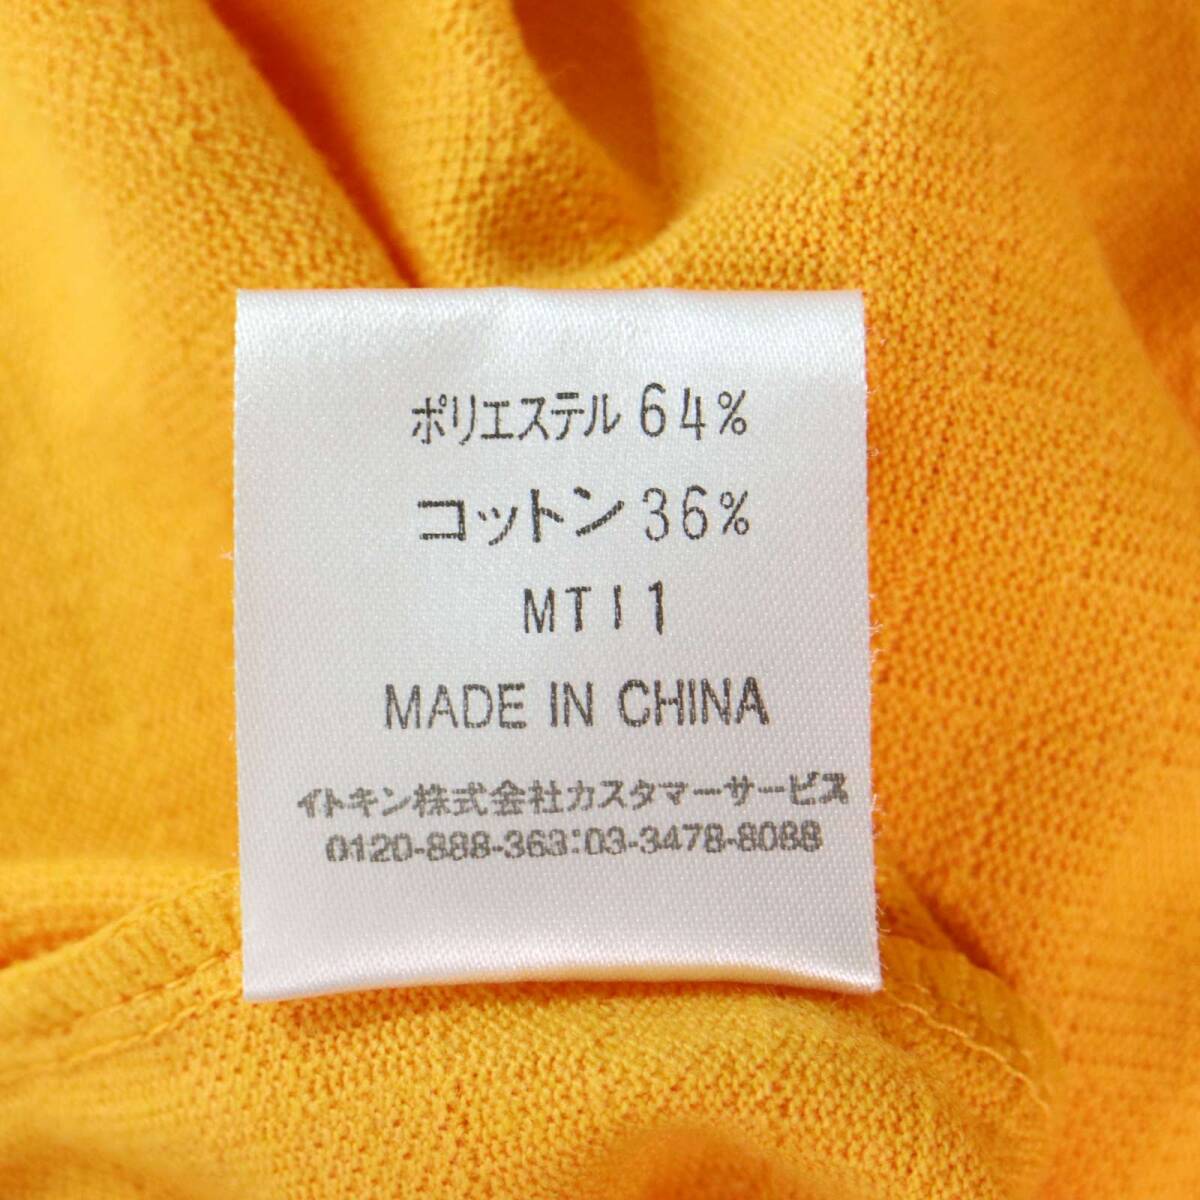 ポリエステル 64%
コットン 36%
MTI1
MADE IN CHINA
イトキン株式会社カスタマーサービス
0120-888-363:03-3478-8088